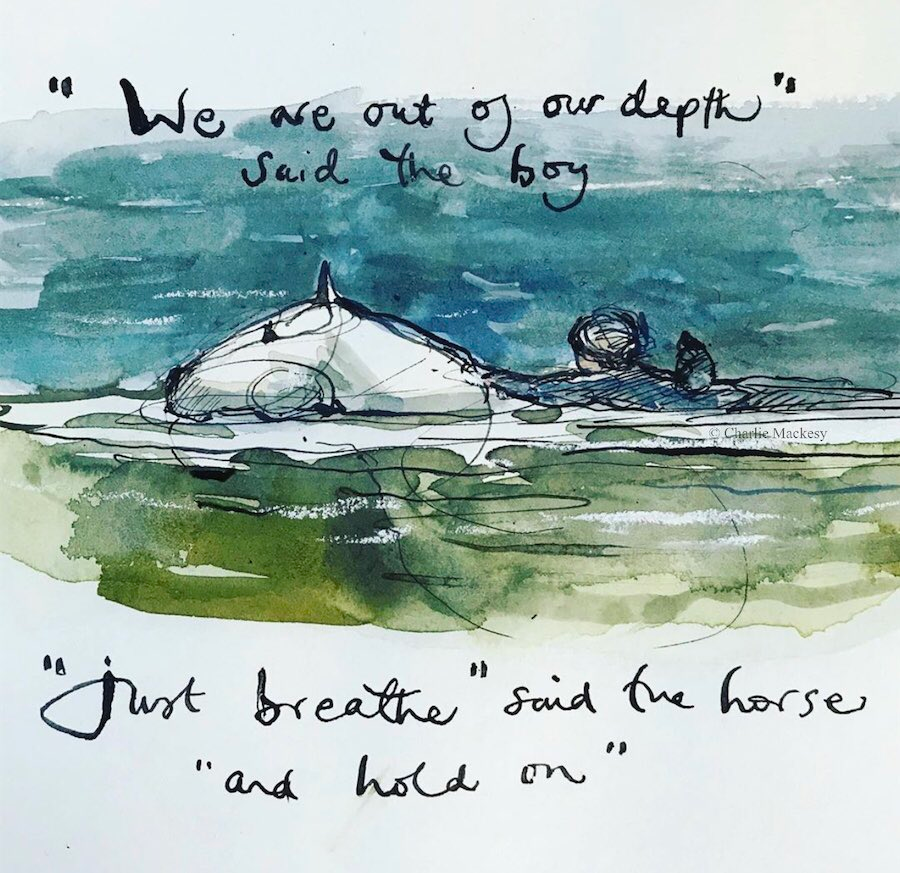 "We are out of our depth"
said the boy
© Charlie Mackesy
"just breathe" said the horse
"and hold on"